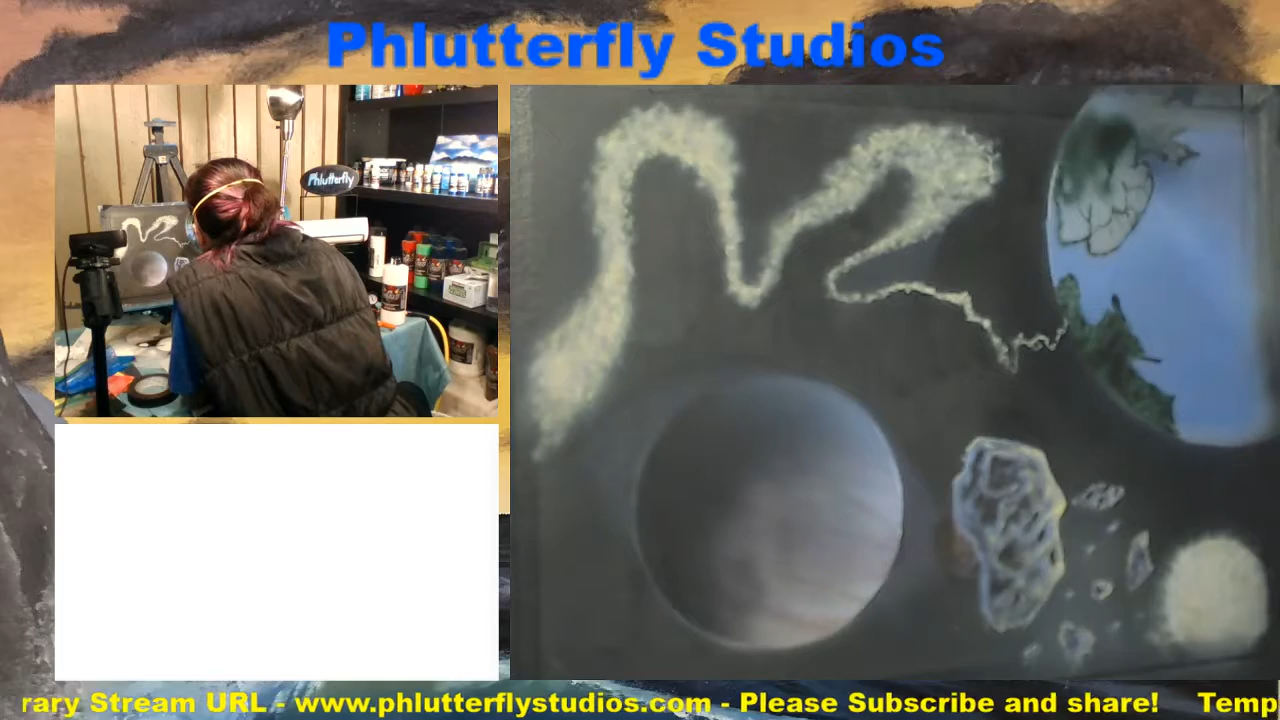 Phlutterfly Studios
Phlutterfly
rary Stream URL - www.phlutterflystudios.com - Please Subscribe and share! Temp